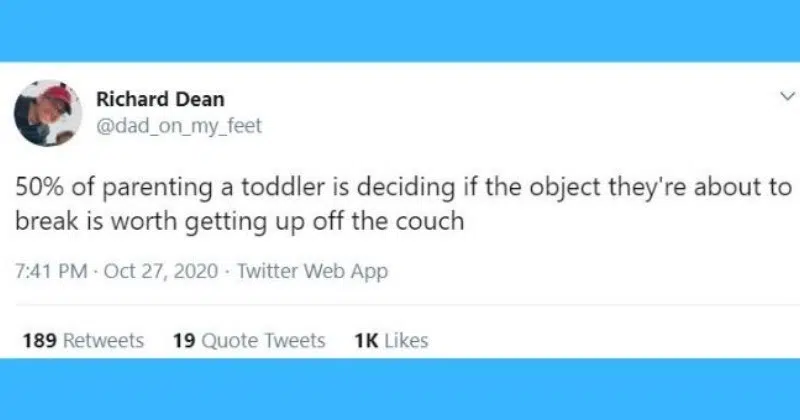 Richard Dean
@dad_on_my_feet
50% of parenting a toddler is deciding if the object they're about to
break is worth getting up off the couch
7:41 PM · Oct 27, 2020 · Twitter Web App
189 Retweets 19 Quote Tweets 1K Likes